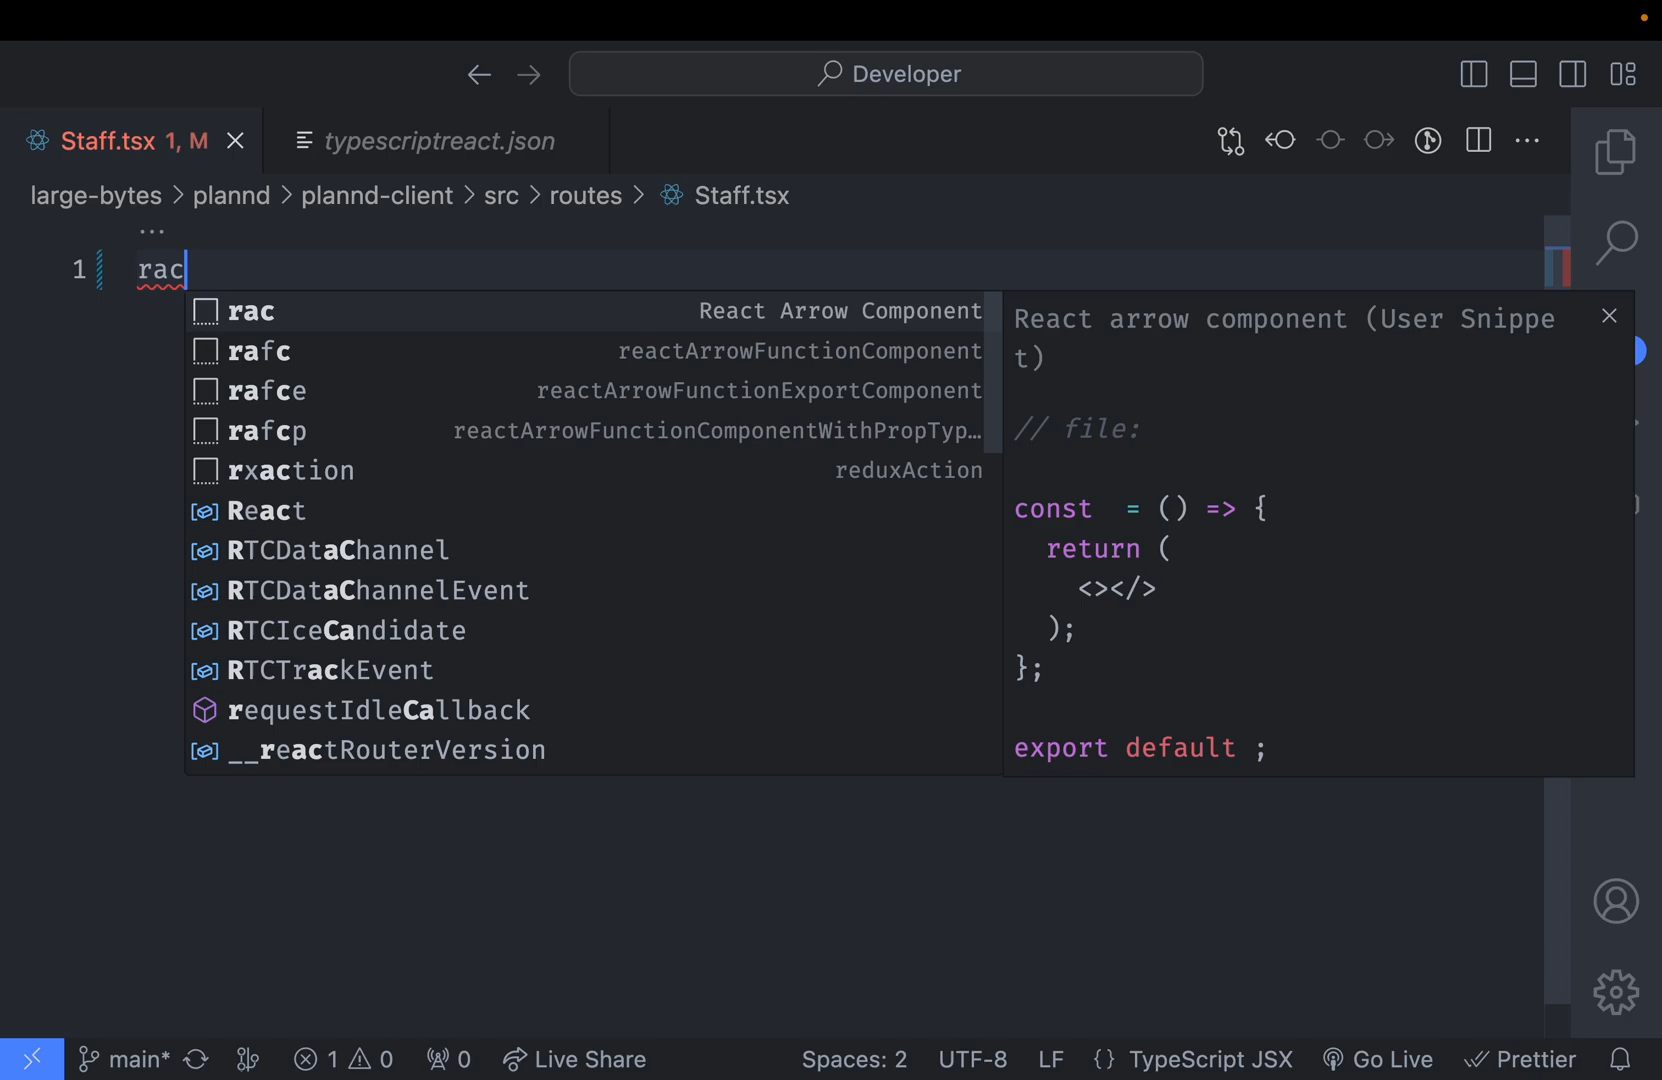 Developer
Staff.tsx 1, M
typescriptreact.json
large-bytes > plannd > plannd-client > src > routes > Staff.tsx
...
1 rac
rac React Arrow Component
rafc reactArrowFunctionComponent
rafce reactArrowFunctionExportComponent
rafcp reactArrowFunctionComponentWithPropTyp…
rxaction reduxAction
React
RTCDataChannel
RTCDataChannelEvent
RTCIceCandidate
RTCTrackEvent
requestIdleCallback
__reactRouterVersion
React arrow component (User Snippe
t)
// file:
const  = () => {
return (
<></>
);
};
export default ;
main* 1 0 0 Live Share Spaces: 2 UTF-8 LF {} TypeScript JSX Go Live Prettier